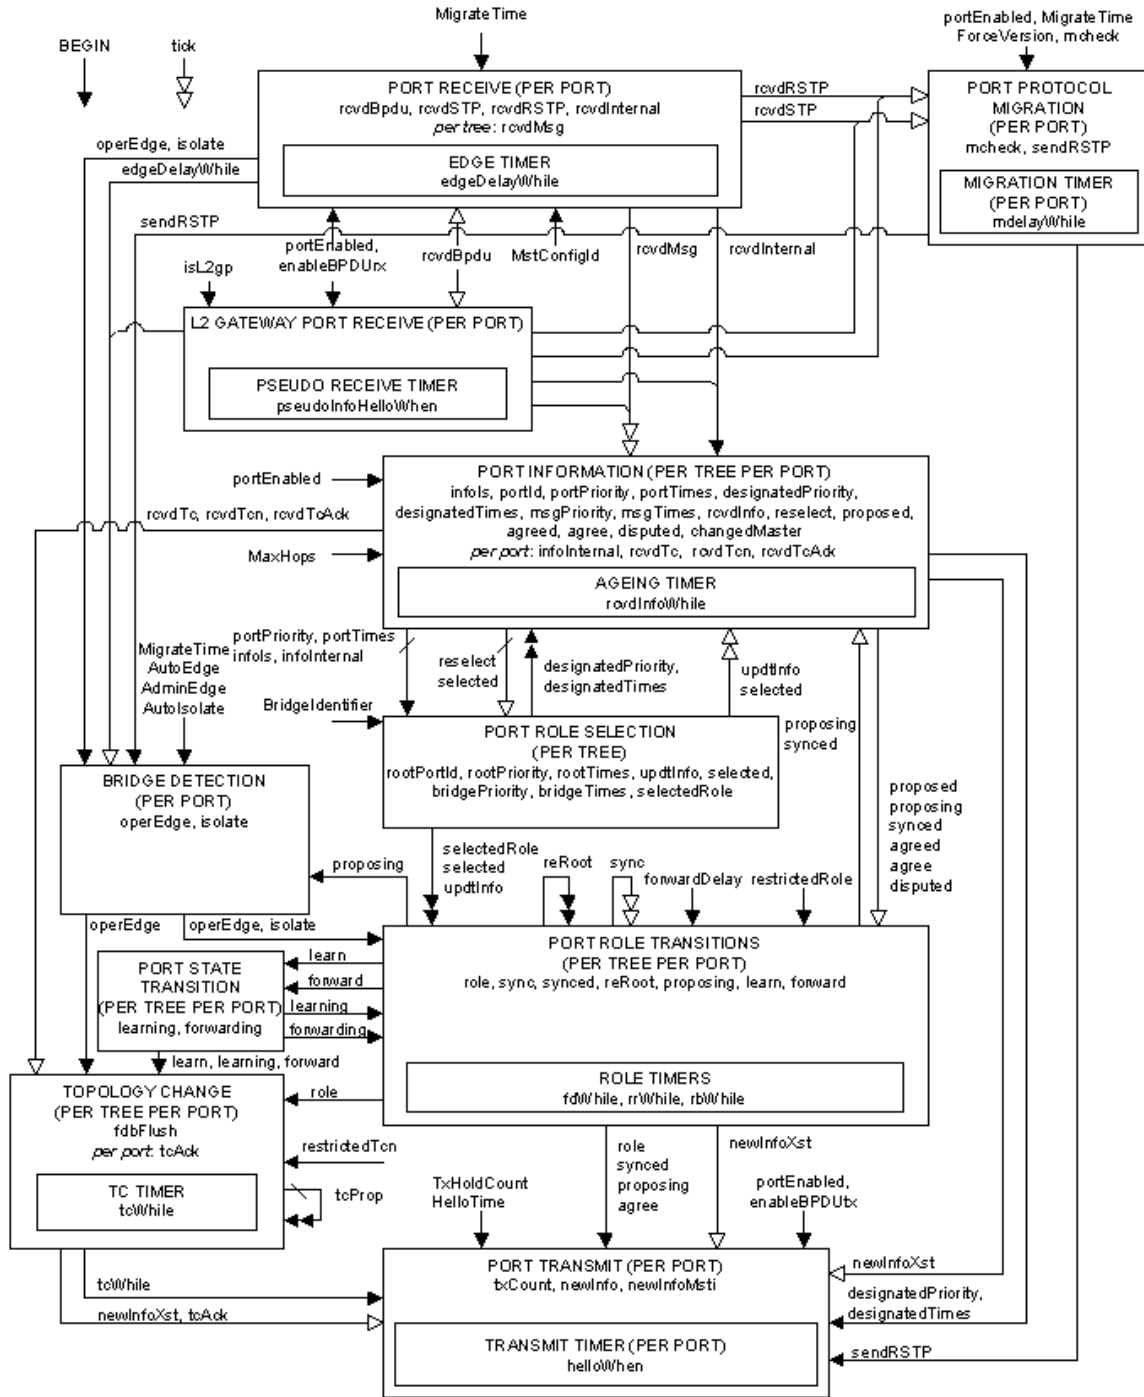 MigrateTime
portEnabled, MigrateTime
ForceVersion, mcheck
BEGIN
tick
PORT RECEIVE (PER PORT)
rcvdBpdu, rcvdSTP, rcvdRSTP, rcvdInternal
per tree: rcvdMsg
EDGE TIMER
edgeDelayWhile
rcvdRSTP
rcvdSTP
PORT PROTOCOL
MIGRATION
(PER PORT)
mcheck, sendRSTP
MIGRATION TIMER
(PER PORT)
mdelayWhile
operEdge, isolate
edgeDelayWhile
sendRSTP
portEnabled,
enableBPDUrx
rcvdBpdu
MstConfigId
rcvdMsg
rcvdInternal
isL2gp
L2 GATEWAY PORT RECEIVE (PER PORT)
PSEUDO RECEIVE TIMER
pseudoInfoHelloWhen
portEnabled
rcvdTc, rcvdTcn, rcvdTcAck
MaxHops
PORT INFORMATION (PER TREE PER PORT)
infoIs, portId, portPriority, portTimes, designatedPriority,
designatedTimes, msgPriority, msgTimes, rcvdInfo, reselect, proposed,
agreed, agree, disputed, changedMaster
per port: infoInternal, rcvdTc, rcvdTcn, rcvdTcAck
AGEING TIMER
rcvdInfoWhile
portPriority, portTimes
infoIs, infoInternal
reselect
selected
designatedPriority,
designatedTimes
updtInfo
selected
MigrateTime
AutoEdge
AdminEdge
AutoIsolate
BridgeIdentifier
PORT ROLE SELECTION
(PER TREE)
rootPortId, rootPriority, rootTimes, updtInfo, selected,
bridgePriority, bridgeTimes, selectedRole
proposing
synced
proposed
proposing
synced
agreed
agree
disputed
BRIDGE DETECTION
(PER PORT)
operEdge, isolate
proposing
selectedRole
selected
updtInfo
reRoot
sync
forwardDelay
restrictedRole
operEdge
operEdge, isolate
PORT ROLE TRANSITIONS
(PER TREE PER PORT)
role, sync, synced, reRoot, proposing, learn, forward
ROLE TIMERS
fdWhile, rrWhile, rbWhile
PORT STATE
TRANSITION
(PER TREE PER PORT)
learning, forwarding
learn
forward
learning
forwarding
learn, learning, forward
TOPOLOGY CHANGE
(PER TREE PER PORT)
fdbFlush
per port: tcAck
TC TIMER
tcWhile
role
restrictedTcn
tcProp
role
synced
proposing
agree
newInfoXst
TxHoldCount
HelloTime
portEnabled,
enableBPDUtx
PORT TRANSMIT (PER PORT)
txCount, newInfo, newInfoMsti
TRANSMIT TIMER (PER PORT)
helloWhen
tcWhile
newInfoXst, tcAck
newInfoXst
designatedPriority,
designatedTimes
sendRSTP